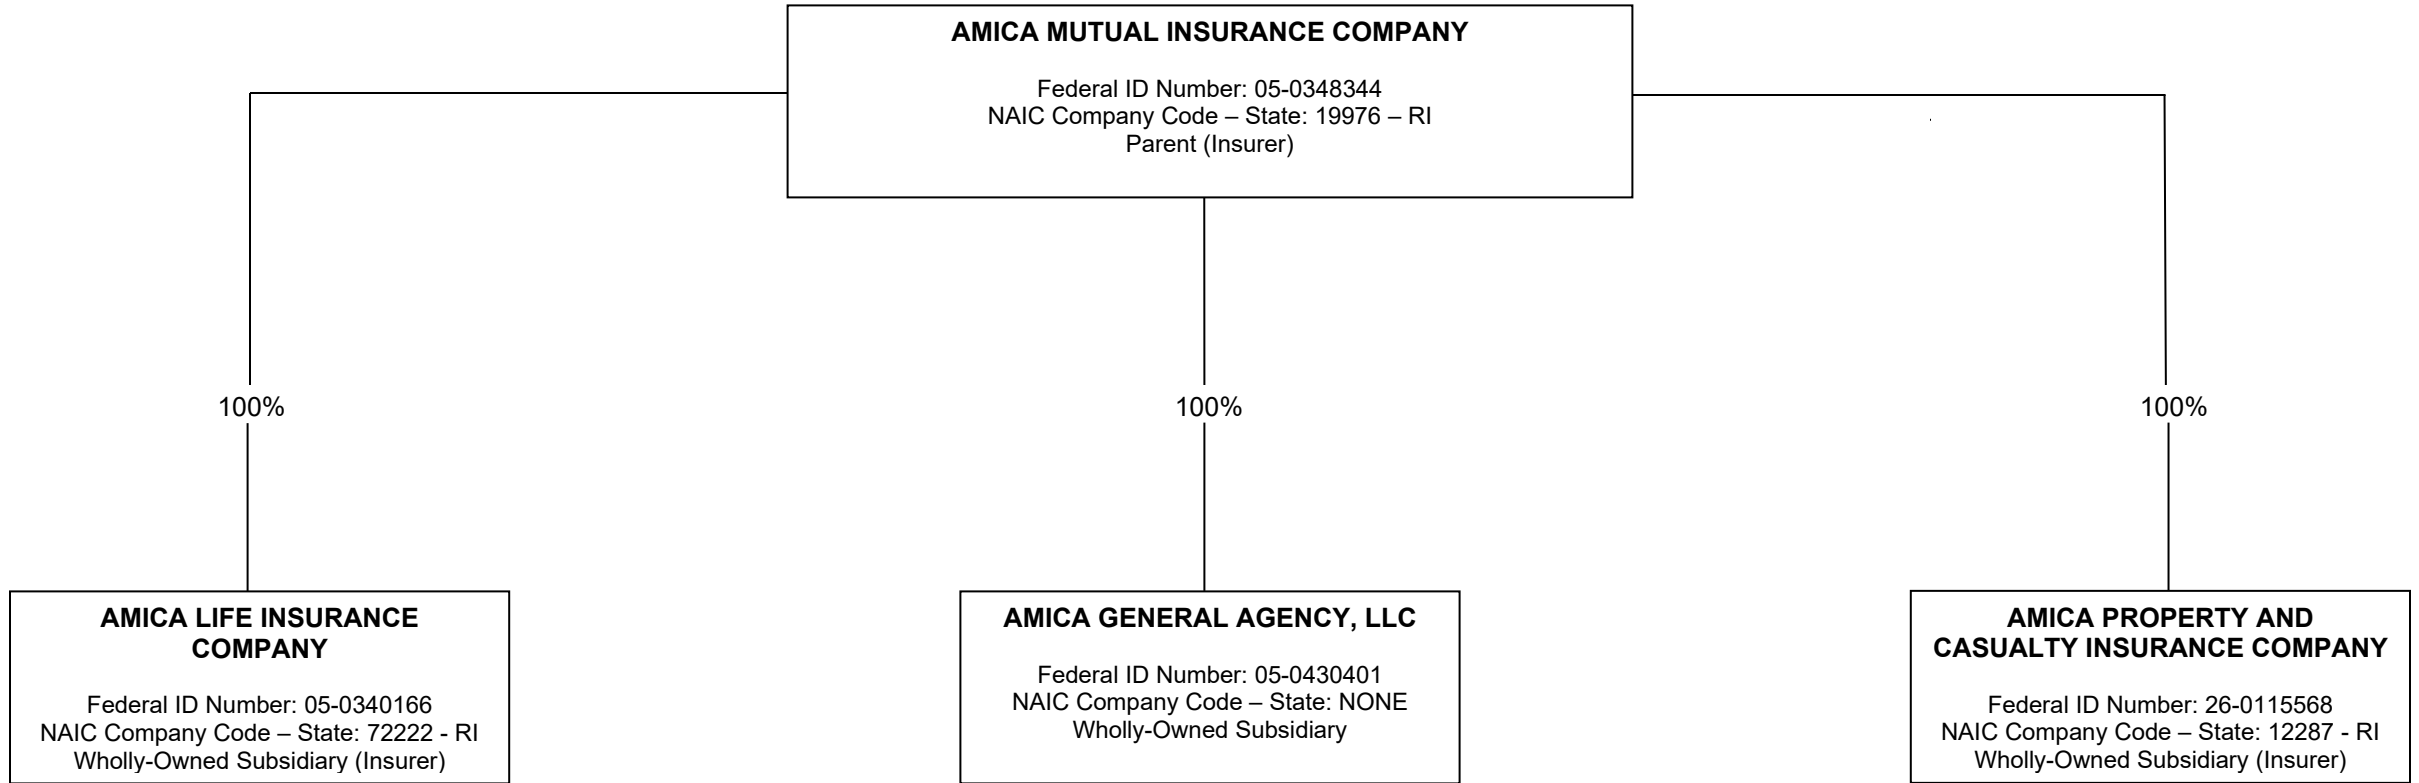 AMICA MUTUAL INSURANCE COMPANY
Federal ID Number: 05-0348344
NAIC Company Code – State: 19976 – RI
Parent (Insurer)
100%
100%
100%
AMICA LIFE INSURANCE
COMPANY
Federal ID Number: 05-0340166
NAIC Company Code – State: 72222 - RI
Wholly-Owned Subsidiary (Insurer)
AMICA GENERAL AGENCY, LLC
Federal ID Number: 05-0430401
NAIC Company Code – State: NONE
Wholly-Owned Subsidiary
AMICA PROPERTY AND
CASUALTY INSURANCE COMPANY
Federal ID Number: 26-0115568
NAIC Company Code – State: 12287 - RI
Wholly-Owned Subsidiary (Insurer)